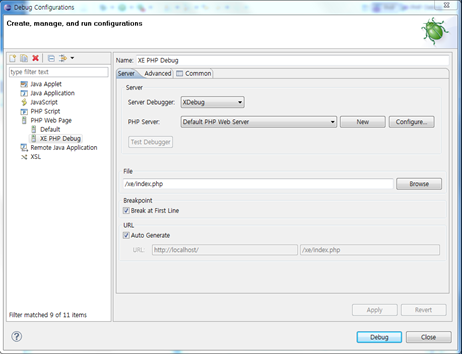 Debug Configurations
Create, manage, and run configurations
type filter text
Java Applet
Java Application
JavaScript
PHP Script
PHP Web Page
Default
XE PHP Debug
Remote Java Application
XSL
Filter matched 9 of 11 items
Name: XE PHP Debug
Server Advanced Common
Server
Server Debugger: XDebug
PHP Server: Default PHP Web Server New Configure...
Test Debugger
File
/xe/index.php Browse
Breakpoint
Break at First Line
URL
Auto Generate
URL: http://localhost/ /xe/index.php
Apply Revert
Debug Close